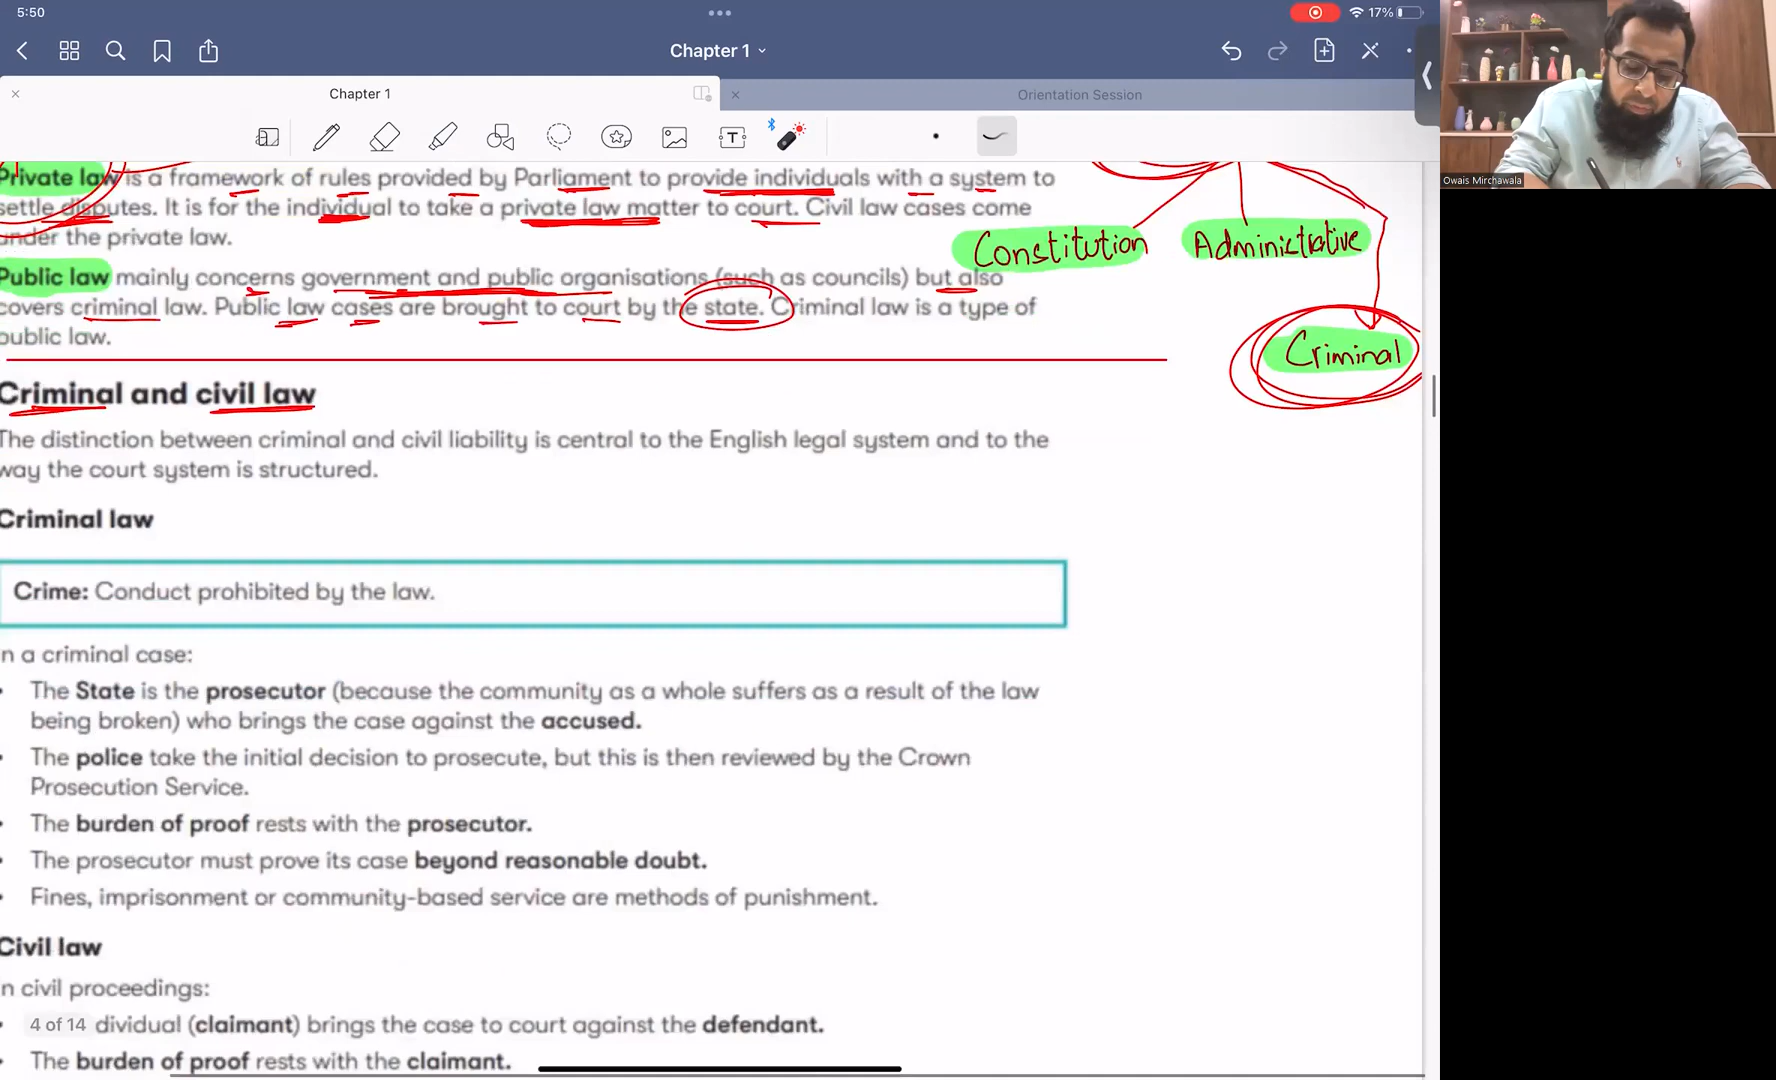 5:50
17%
Chapter 1
Chapter 1
Orientation Session
T
Private law is a framework of rules provided by Parliament to provide individuals with a system to
settle disputes. It is for the individual to take a private law matter to court. Civil law cases come
under the private law.
Constitution
Administrative
Public law mainly concerns government and public organisations (such as councils) but also
covers criminal law. Public law cases are brought to court by the state. Criminal law is a type of
public law.
Criminal
Criminal and civil law
The distinction between criminal and civil liability is central to the English legal system and to the
way the court system is structured.
Criminal law
Crime: Conduct prohibited by the law.
n a criminal case:
The State is the prosecutor (because the community as a whole suffers as a result of the law
being broken) who brings the case against the accused.
The police take the initial decision to prosecute, but this is then reviewed by the Crown
Prosecution Service.
The burden of proof rests with the prosecutor.
The prosecutor must prove its case beyond reasonable doubt.
Fines, imprisonment or community-based service are methods of punishment.
Civil law
n civil proceedings:
4 of 14 dividual (claimant) brings the case to court against the defendant.
The burden of proof rests with the claimant.
Owais Mirchawala